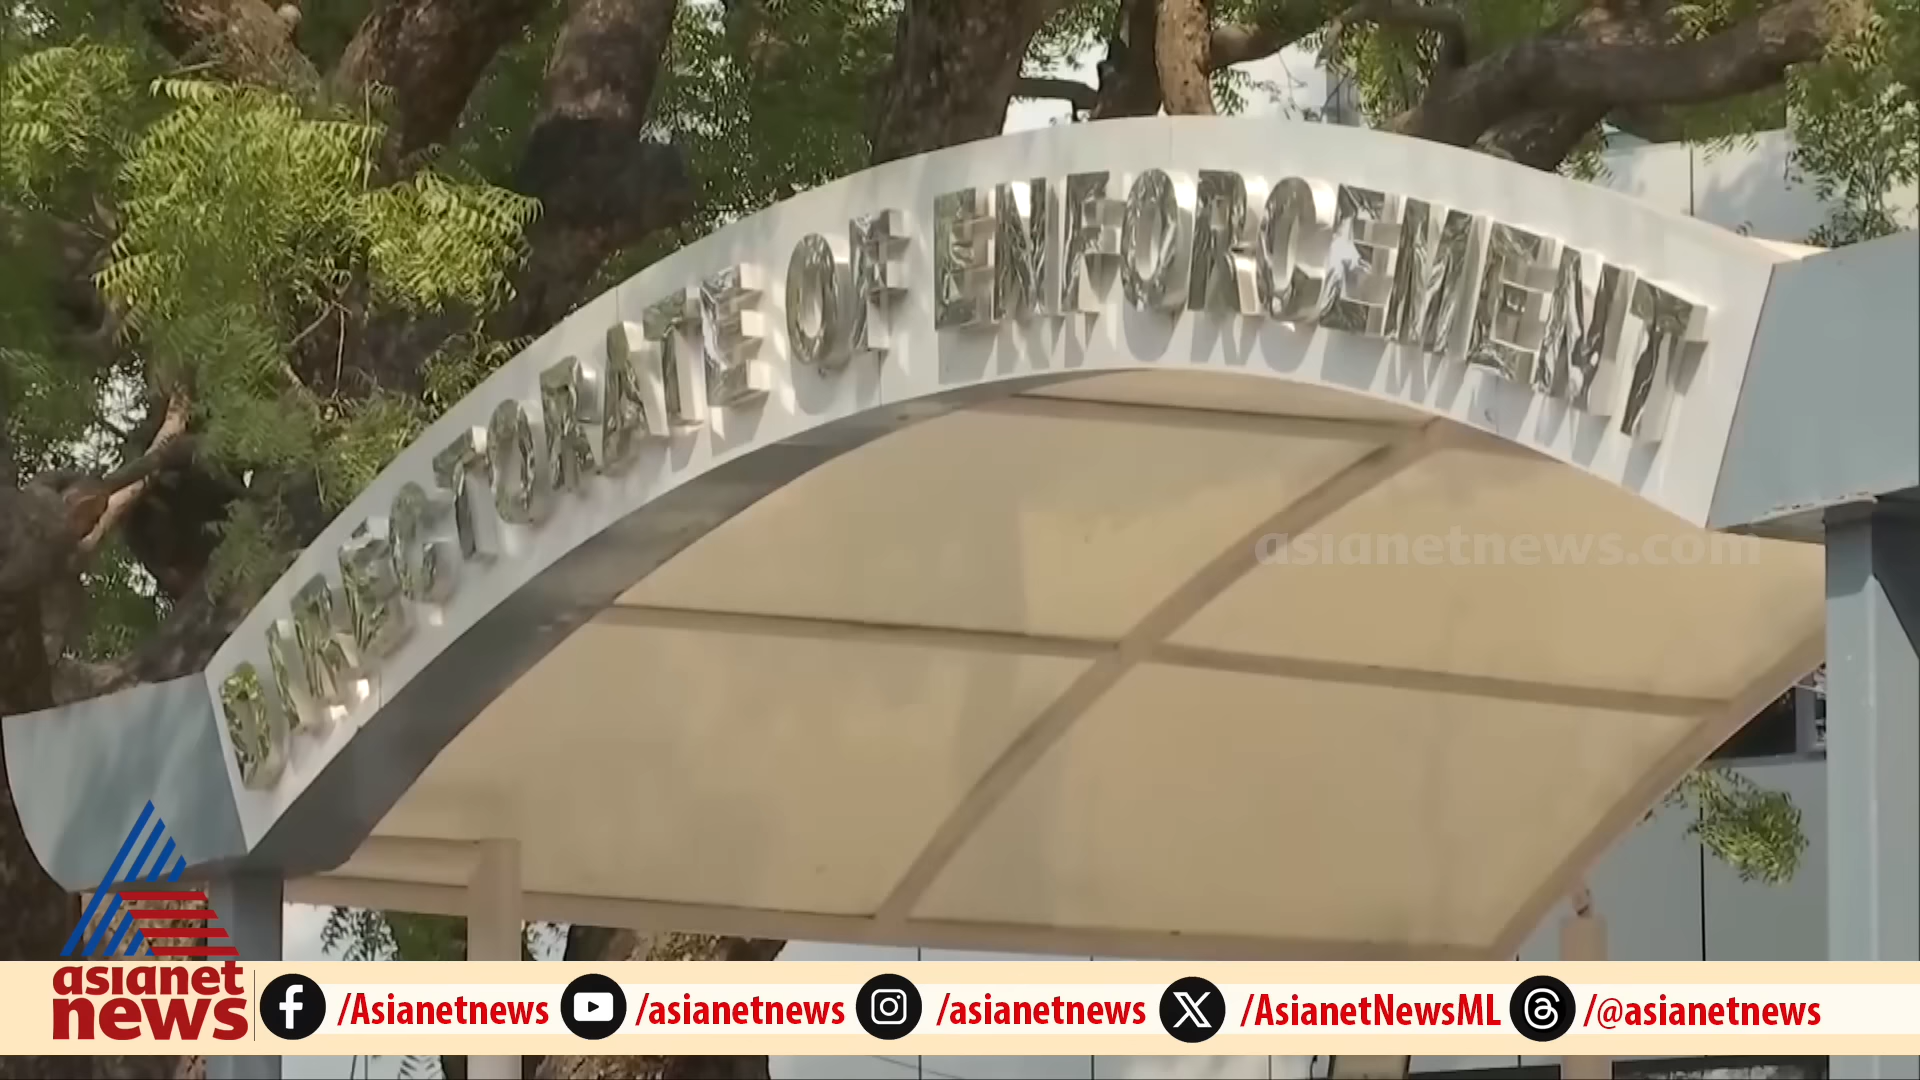 DIRECTORATE OF ENFORCEMENT
asianetnews.com
asianet
news
/Asianetnews
/asianetnews
/asianetnews
/AsianetNewsML
/@asianetnews